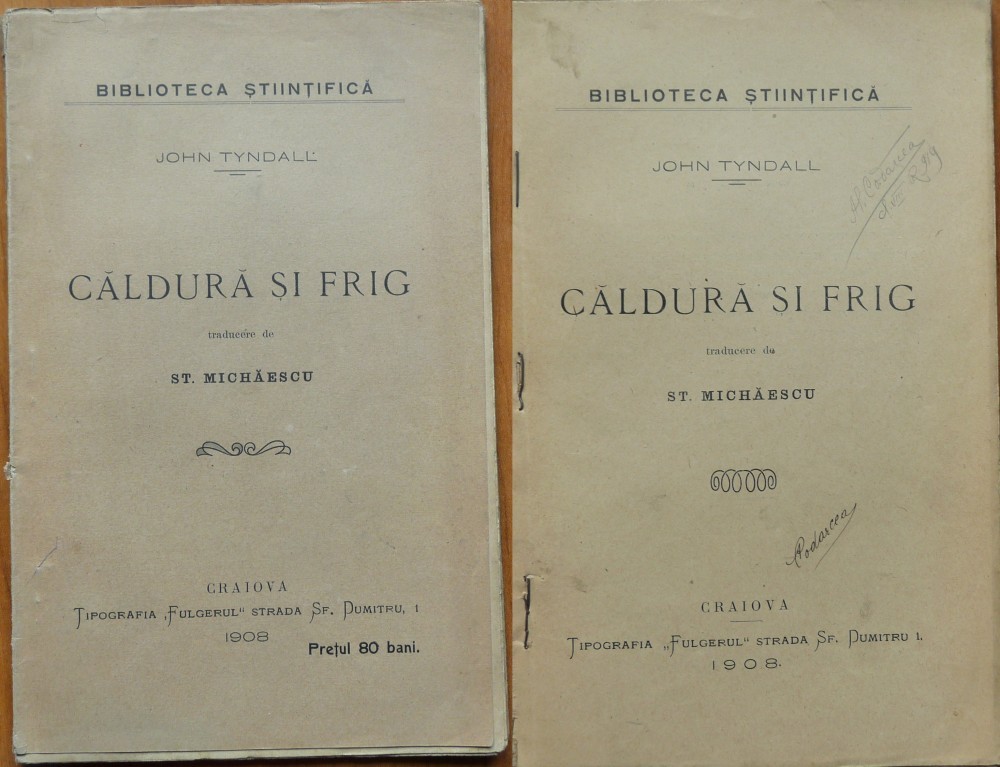 BIBLIOTECA ȘTIINȚIFICĂ
JOHN TYNDALL
CĂLDURĂ ȘI FRIG
traducere de
ST. MICHĂESCU
CRAIOVA
TIPOGRAFIA „FULGERUL“ STRADA SF. DUMITRU, 1
1908
Prețul 80 bani.
BIBLIOTECA ȘTIINȚIFICĂ
JOHN TYNDALL
CĂLDURĂ ȘI FRIG
traducere de
ST. MICHĂESCU
CRAIOVA
TIPOGRAFIA „FULGERUL“ STRADA SF. DUMITRU 1.
1908.